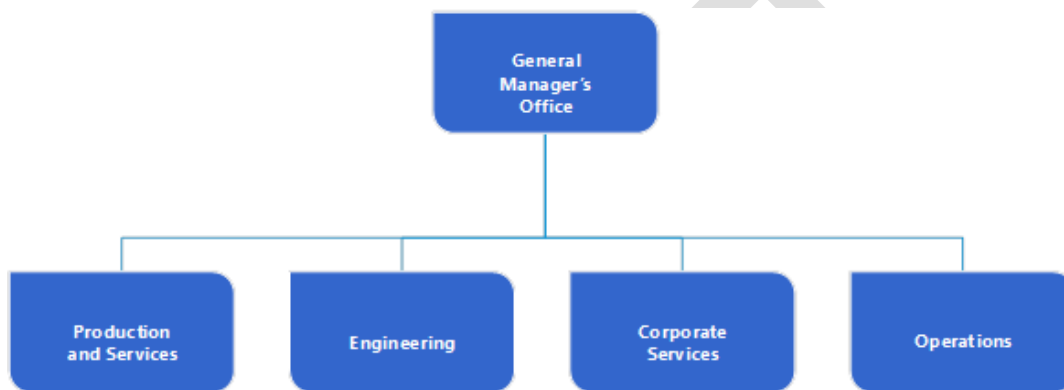 General
Manager's
Office
Production
and Services
Engineering
Corporate
Services
Operations